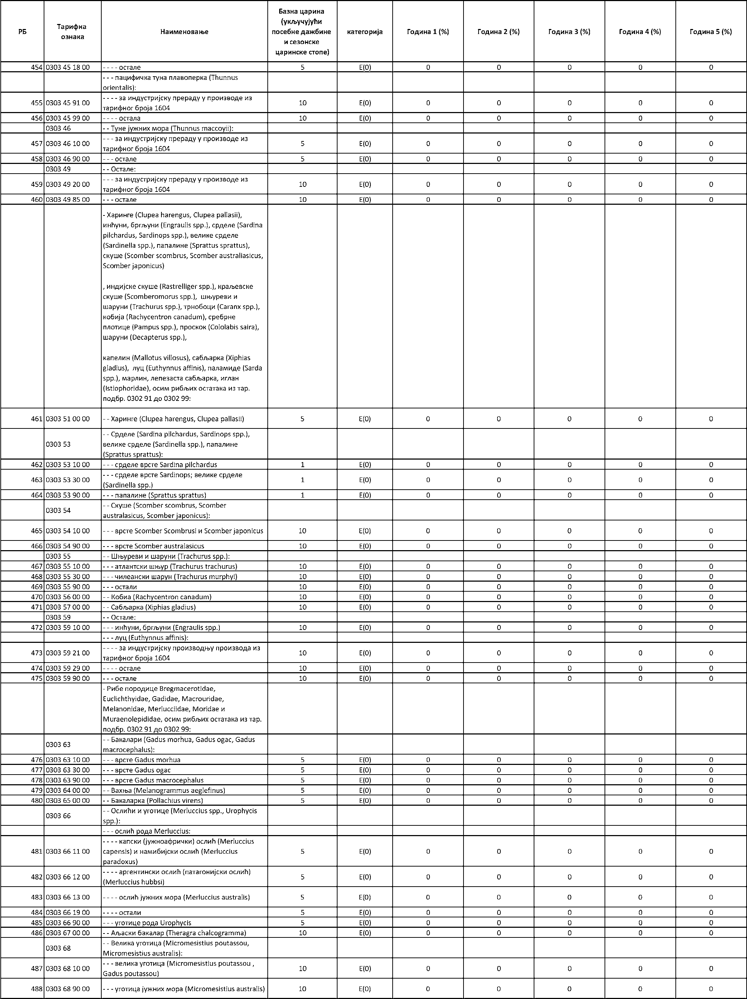 РБ Тарифна ознака Наименовање Базна царина (укључујући посебне дажбине и сезонске царинске стопе) категорија Година 1 (%) Година 2 (%) Година 3 (%) Година 4 (%) Година 5 (%)
454 0303 45 18 00 - - - - остале 5 E(0) 0 0 0 0 0
- - - пацифичка туна плавоперка (Thunnus
orientalis):
455 0303 45 91 00 - - - - за индустријску прераду у производе из
тарифног броја 1604 10 E(0) 0 0 0 0 0
456 0303 45 99 00 - - - - остала 10 E(0) 0 0 0 0 0
0303 46 - - Туне јужних мора (Thunnus maccoyii):
457 0303 46 10 00 - - - за индустријску прераду у производе из
тарифног броја 1604 5 E(0) 0 0 0 0 0
458 0303 46 90 00 - - - остале 5 E(0) 0 0 0 0 0
0303 49 - - Остале:
459 0303 49 20 00 - - - за индустријску прераду у производе из
тарифног броја 1604 10 E(0) 0 0 0 0 0
460 0303 49 85 00 - - - остале 10 E(0) 0 0 0 0 0
- Харинге (Clupea harengus, Clupea pallasii),
инћуни, бргљуни (Engraulis spp.), срделе (Sardina
pilchardus, Sardinops spp.), велике срделе
(Sardinella spp.), папалине (Sprattus sprattus),
скуше (Scomber scombrus, Scomber australiasicus,
Scomber japonicus)
, индијске скуше (Rastrelliger spp.), краљевске
скуше (Scomberomorus spp.), шњуреви и
шаруни (Trachurus spp.), трнобоци (Caranx spp.),
кобија (Rachycentron canadum), сребрне
плотице (Pampus spp.), проскок (Cololabis saira),
шаруни (Decapterus spp.),
капелин (Mallotus villosus), сабљарка (Xiphias
gladius), луц (Euthynnus affinis), паламиде (Sarda
spp.), марлин, лепезаста сабљарка, иглан
(Istiophoridae), осим рибљих остатака из тар.
подбр. 0302 91 до 0302 99:
461 0303 51 00 00 - - Харинге (Clupea harengus, Clupea pallasii) 5 E(0) 0 0 0 0 0
0303 53 - - Срделе (Sardina pilchardus, Sardinops spp.),
велике срделе (Sardinella spp.), папалине
(Sprattus sprattus):
462 0303 53 10 00 - - - срделе врсте Sardina pilchardus 1 E(0) 0 0 0 0 0
463 0303 53 30 00 - - - срделе врсте Sardinops; велике срделе
(Sardinella spp.) 1 E(0) 0 0 0 0 0
464 0303 53 90 00 - - - папалине (Sprattus sprattus) 1 E(0) 0 0 0 0 0
0303 54 - - Скуше (Scomber scombrus, Scomber
australasicus, Scomber japonicus):
465 0303 54 10 00 - - - врсте Scomber Scombrusi и Scomber japonicus 10 E(0) 0 0 0 0 0
466 0303 54 90 00 - - - врсте Scomber australasicus 10 E(0) 0 0 0 0 0
0303 55 - - Шњуреви и шаруни (Trachurus spp.):
467 0303 55 10 00 - - - атлантски шњур (Trachurus trachurus) 10 E(0) 0 0 0 0 0
468 0303 55 30 00 - - - чилеански шарун (Trachurus murphyi) 10 E(0) 0 0 0 0 0
469 0303 55 90 00 - - - остали 10 E(0) 0 0 0 0 0
470 0303 56 00 00 - - Кобиа (Rachycentron canadum) 10 E(0) 0 0 0 0 0
471 0303 57 00 00 - - Сабљарка (Xiphias gladius) 10 E(0) 0 0 0 0 0
0303 59 - - Остале:
472 0303 59 10 00 - - - инћуни, бргљуни (Engraulis spp.) 10 E(0) 0 0 0 0 0
- - - луц (Euthynnus affinis):
473 0303 59 21 00 - - - - за индустријску производњу производа из
тарифног броја 1604 10 E(0) 0 0 0 0 0
474 0303 59 29 00 - - - - остале 10 E(0) 0 0 0 0 0
475 0303 59 90 00 - - - остале 10 E(0) 0 0 0 0 0
- Рибе породице Bregmacerotidae,
Euclichthyidae, Gadidae, Macrouridae,
Melanonidae, Merlucciidae, Moridae и
Muraenolepididae, осим рибљих остатака из тар.
подбр. 0302 91 до 0302 99:
0303 63 - - Бакалари (Gadus morhua, Gadus ogac, Gadus
macrocephalus):
476 0303 63 10 00 - - - врсте Gadus morhua 5 E(0) 0 0 0 0 0
477 0303 63 30 00 - - - врсте Gadus ogac 5 E(0) 0 0 0 0 0
478 0303 63 90 00 - - - врсте Gadus macrocephalus 5 E(0) 0 0 0 0 0
479 0303 64 00 00 - - Вахња (Melanogrammus aeglefinus) 5 E(0) 0 0 0 0 0
480 0303 65 00 00 - - Бакаларка (Pollachius virens) 5 E(0) 0 0 0 0 0
0303 66 - - Ослићи и уготице (Merluccius spp., Urophycis
spp.):
- - - ослић рода Merluccius:
481 0303 66 11 00 - - - - капски (јужноафрички) ослић (Merluccius
capensis) и намибијски ослић (Merluccius
paradoxus) 5 E(0) 0 0 0 0 0
482 0303 66 12 00 - - - - аргентински ослић (патагонијски ослић)
(Merluccius hubbsi) 5 E(0) 0 0 0 0 0
483 0303 66 13 00 - - - - ослић јужних мора (Merluccius australis) 5 E(0) 0 0 0 0 0
484 0303 66 19 00 - - - - остали 5 E(0) 0 0 0 0 0
485 0303 66 90 00 - - - уготице рода Urophycis 5 E(0) 0 0 0 0 0
486 0303 67 00 00 - - Аљаски бакалар (Theragra chalcogramma) 10 E(0) 0 0 0 0 0
0303 68 - - Велика уготица (Micromesistius poutassou,
Micromesistius australis):
487 0303 68 10 00 - - - велика уготица (Micromesistius poutassou ,
Gadus poutassou) 10 E(0) 0 0 0 0 0
488 0303 68 90 00 - - - уготица јужних мора (Micromesistius australis) 10 E(0) 0 0 0 0 0